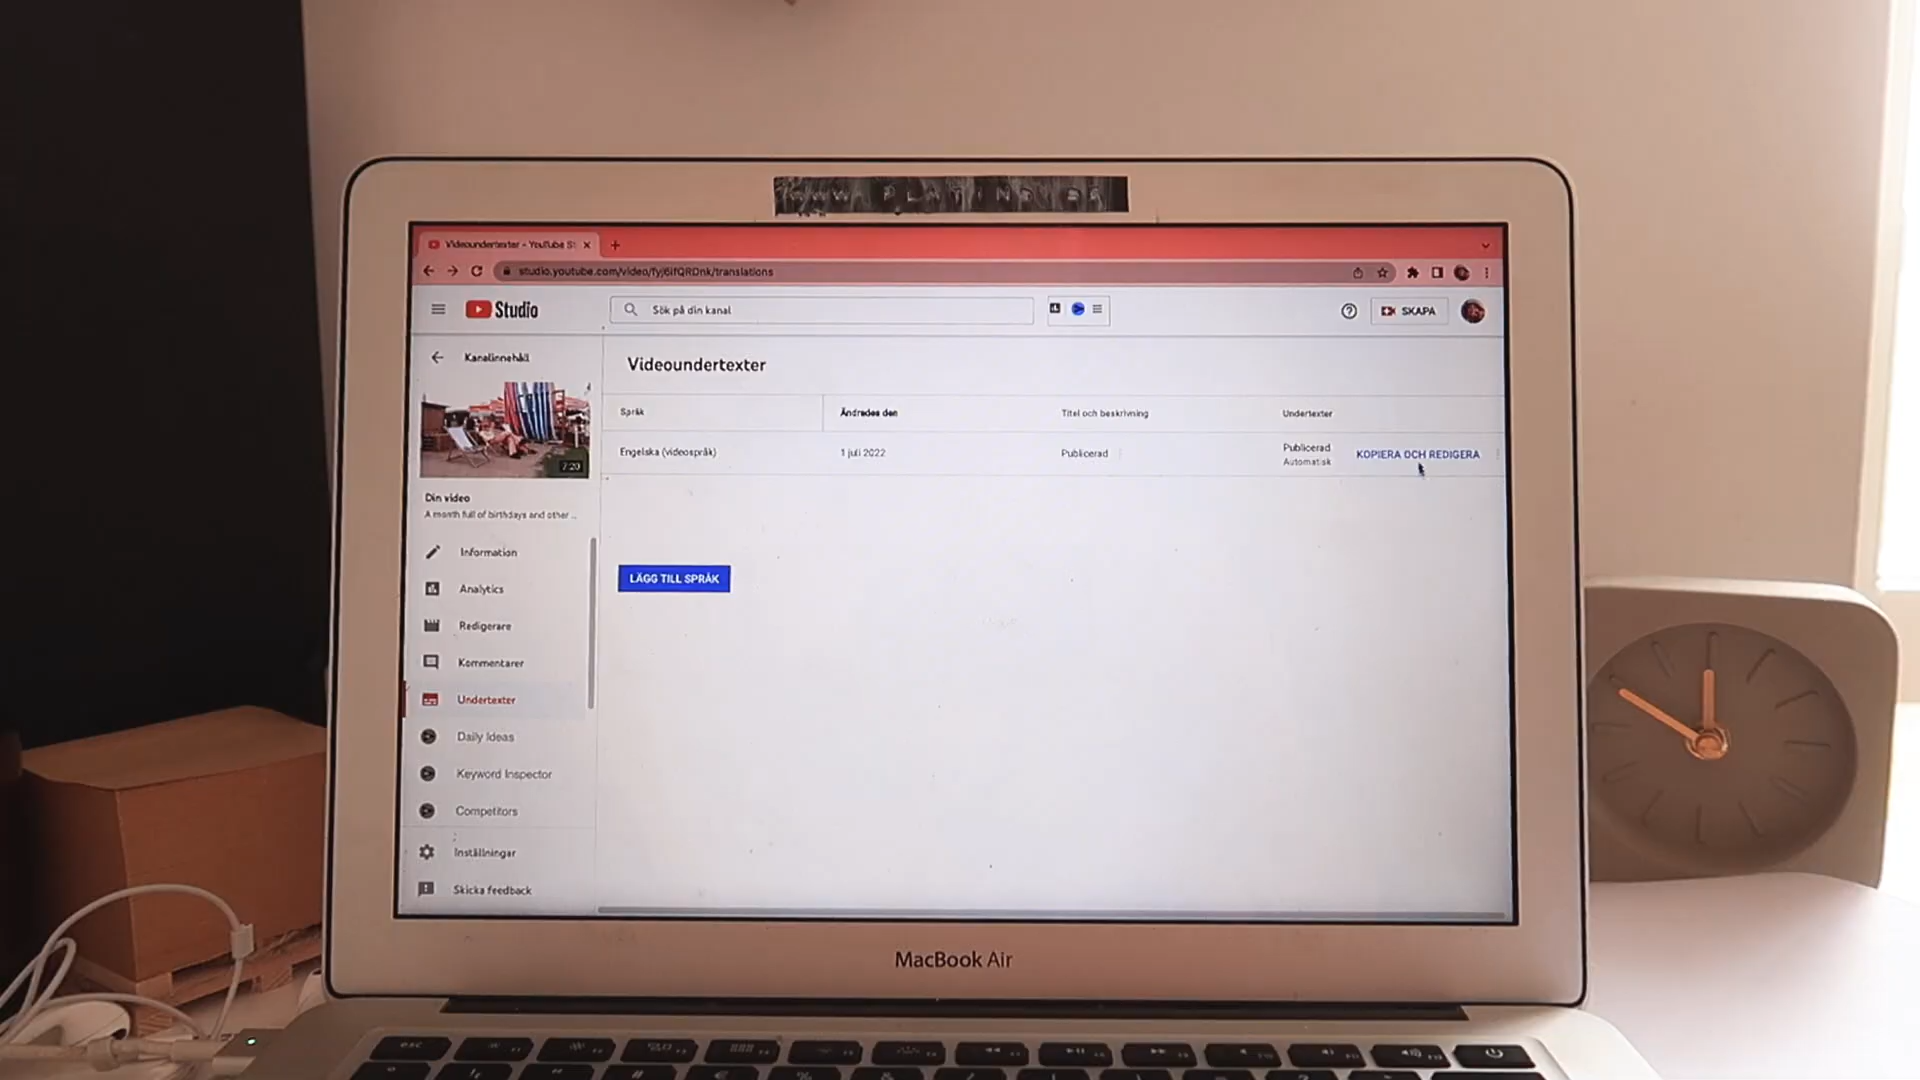 Videoundertexter - YouTube St
studio.youtube.com/video/fyj6ifQRDnk/translations
Studio
Sök på din kanal
SKAPA
Kanalinnehåll
Videoundertexter
Språk
Ändrades den
Titel och beskrivning
Undertexter
Engelska (videospråk)
1 juli 2022
Publicerad
Publicerad
Automatisk
KOPIERA OCH REDIGERA
7:20
Din video
A month full of birthdays and other ...
Information
LÄGG TILL SPRÅK
Analytics
Redigerare
Kommentarer
Undertexter
Daily Ideas
Keyword Inspector
Competitors
Inställningar
Skicka feedback
MacBook Air
esc